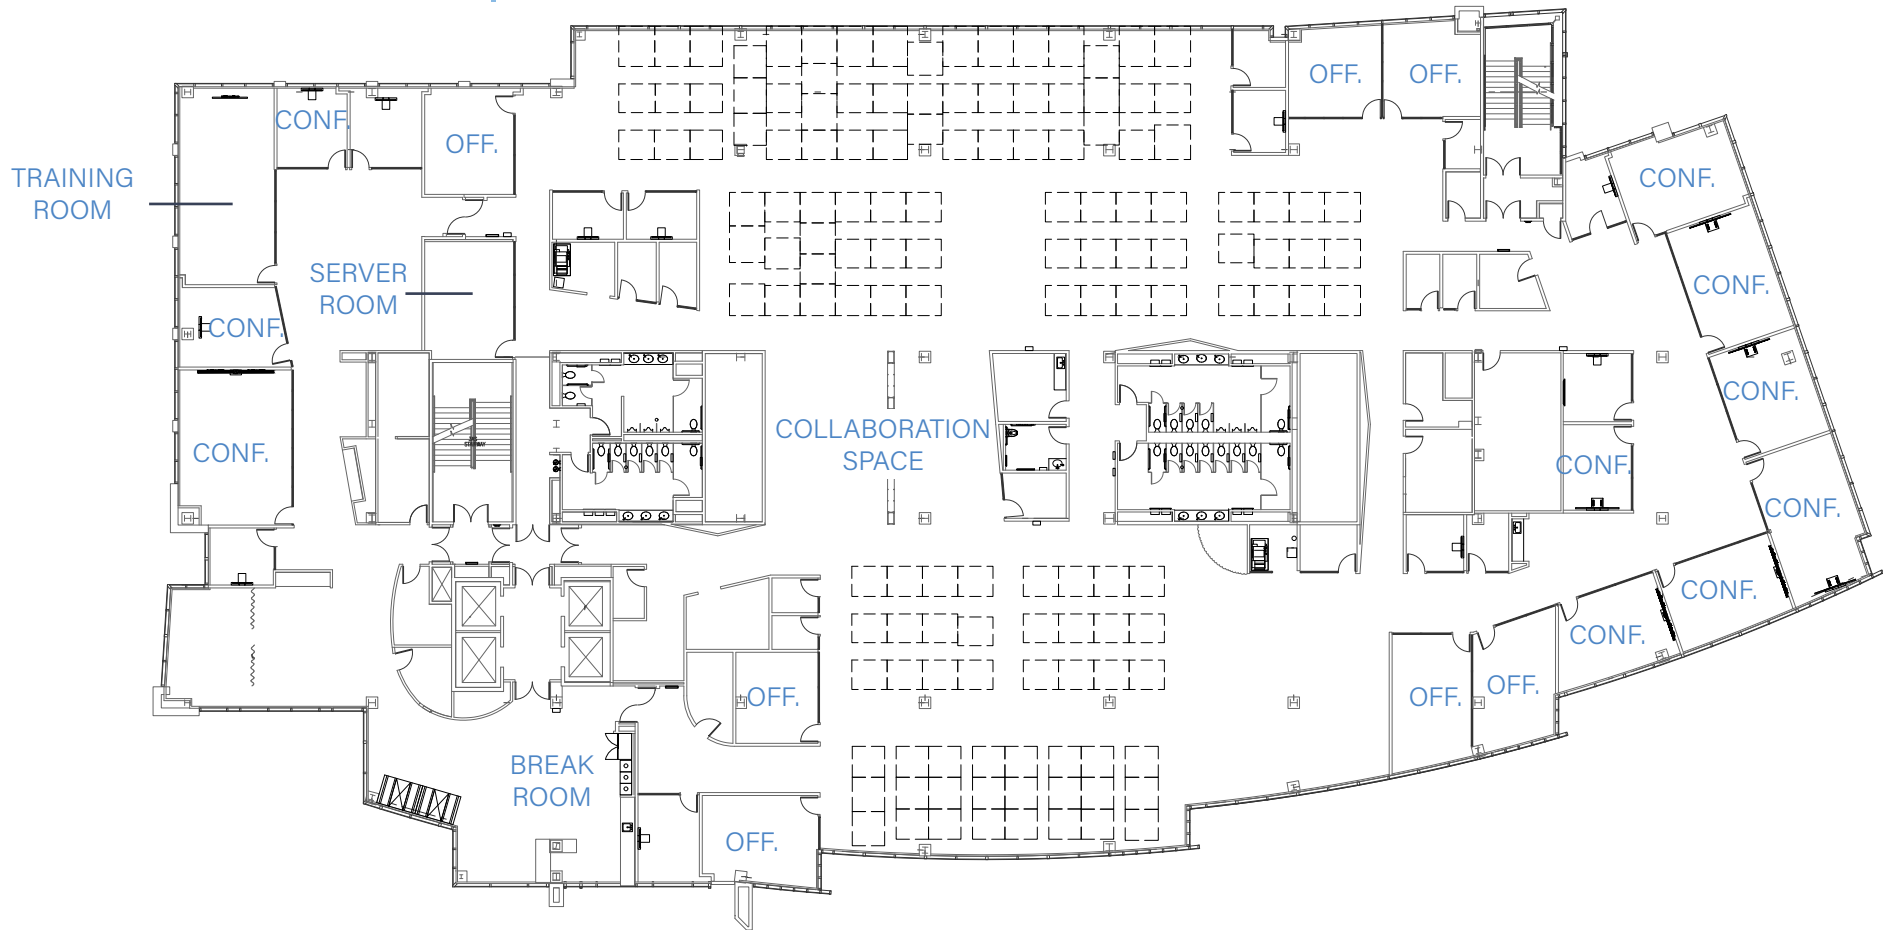 OFF.
OFF.
CONF.
OFF.
TRAINING
ROOM
CONF.
SERVER
ROOM
CONF.
CONF.
CONF.
COLLABORATION
SPACE
CONF.
CONF.
CONF.
CONF.
CONF.
OFF.
OFF.
OFF.
BREAK
ROOM
OFF.